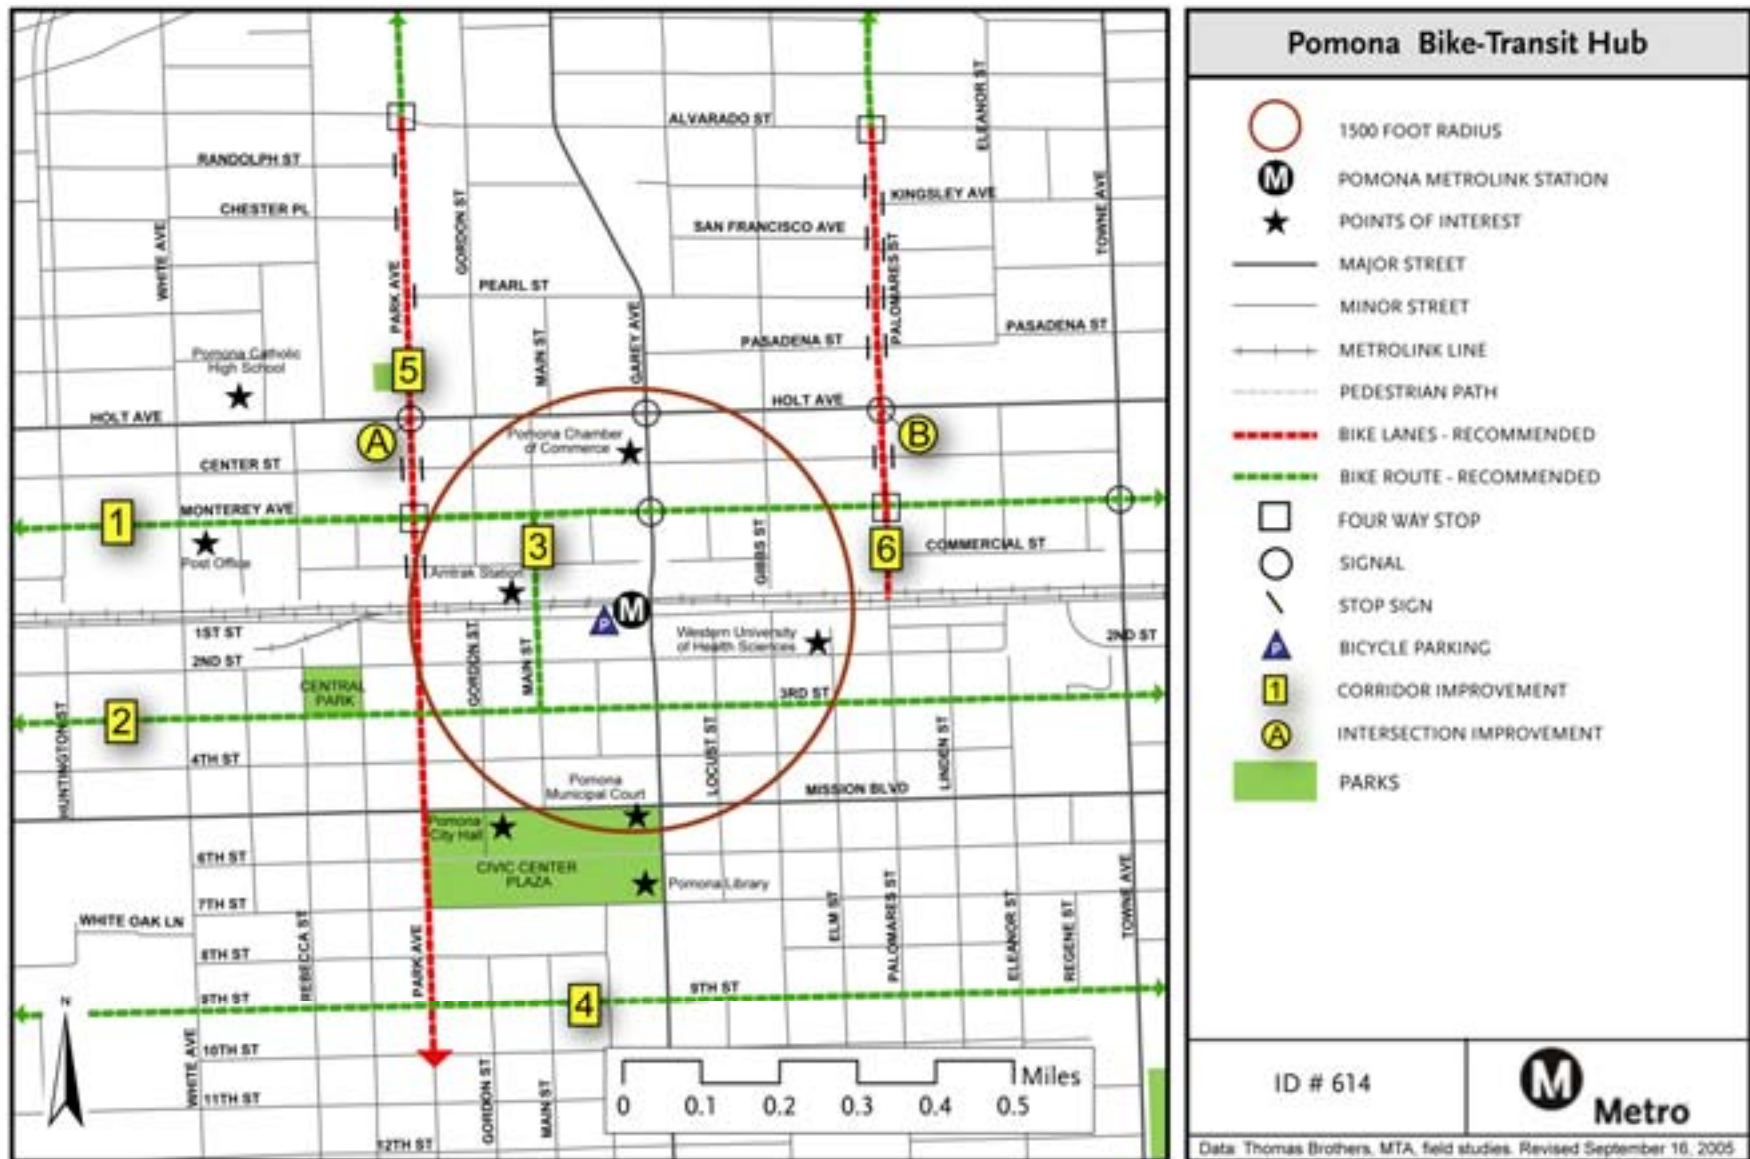 ALVARADO ST
ELEANOR ST
RANDOLPH ST
KINGSLEY AVE
CHESTER PL
GORDON ST
TOWNE AVE
SAN FRANCISCO AVE
WHITE AVE
PALOMARES ST
PARK AVE
PEARL ST
MAIN ST
GAREY AVE
PASADENA ST
PASADENA ST
Pomona Catholic
High School
5
HOLT AVE
HOLT AVE
A
B
Pomona Chamber
of Commerce
CENTER ST
MONTEREY AVE
1
3
6
GIBBS ST
COMMERCIAL ST
Post Office
Amtrak Station
M
P
1ST ST
Western University
of Health Sciences
2ND ST
2ND ST
GORDON ST
MAIN ST
CENTRAL
PARK
3RD ST
2
HUNTINGTON ST
4TH ST
LOCUST ST
LINDEN ST
Pomona
Municipal Court
MISSION BLVD
Pomona
City Hall
6TH ST
CIVIC CENTER
PLAZA
Pomona Library
7TH ST
WHITE OAK LN
REBECCA ST
PARK AVE
ELM ST
PALOMARES ST
ELEANOR ST
REGENE ST
TOWNE AVE
8TH ST
9TH ST
4
9TH ST
N
WHITE AVE
10TH ST
11TH ST
GORDON ST
MAIN ST
12TH ST
Miles
0 0.1 0.2 0.3 0.4 0.5
Pomona Bike-Transit Hub
1500 FOOT RADIUS
M POMONA METROLINK STATION
POINTS OF INTEREST
MAJOR STREET
MINOR STREET
METROLINK LINE
PEDESTRIAN PATH
BIKE LANES - RECOMMENDED
BIKE ROUTE - RECOMMENDED
FOUR WAY STOP
SIGNAL
STOP SIGN
P BICYCLE PARKING
1 CORRIDOR IMPROVEMENT
A INTERSECTION IMPROVEMENT
PARKS
ID # 614
M Metro
Data: Thomas Brothers, MTA, field studies. Revised September 16, 2005